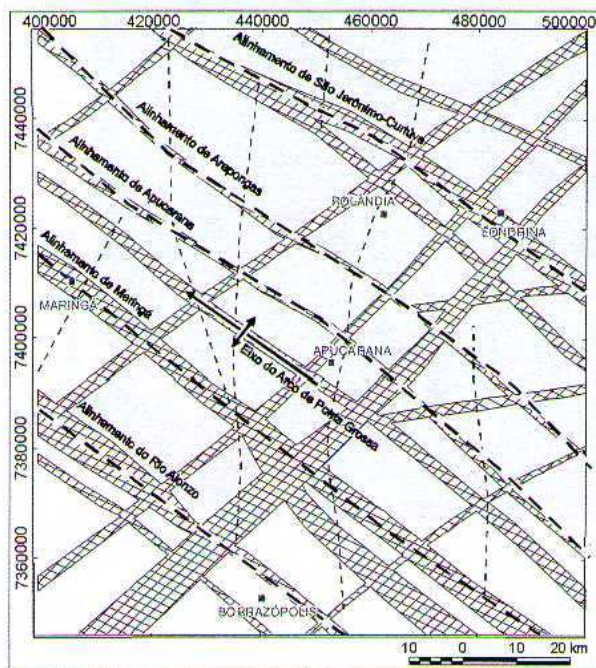 400000 420000 440000 460000 480000 500000
7440000
7420000
7400000
7380000
7360000
Alinhamento de São Jerônimo-Curiúva
Alinhamento de Arapongas
Alinhamento de Apucarana
ROLÂNDIA
LONDRINA
Alinhamento de Maringá
MARINGÁ
APUCARANA
Eixo do Arco de Ponta Grossa
Alinhamento do Rio Alonzo
BORRAZÓPOLIS
10 0 10 20 km